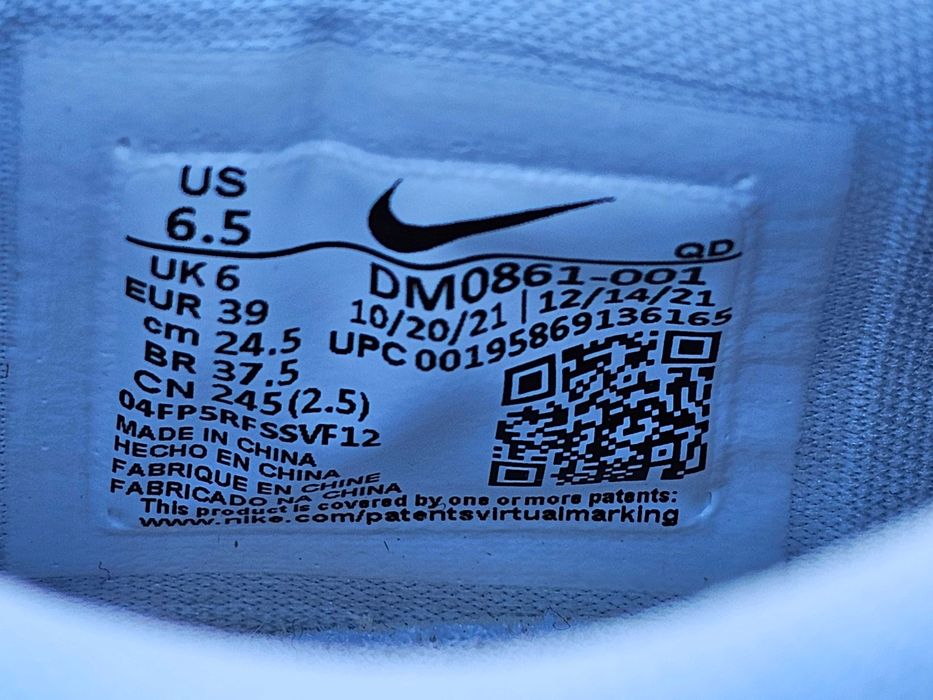 US
6.5
QD
UK 6
EUR 39
cm 24.5
BR 37.5
CN 245(2.5)
DM0861-001
10/20/21 | 12/14/21
UPC 00195869136165
04FP5RFSSVF12
MADE IN CHINA
HECHO EN CHINA
FABRIQUE EN CHINE
FABRICADO NA CHINA
This product is covered by one or more patents:
www.nike.com/patentsvirtualmarking